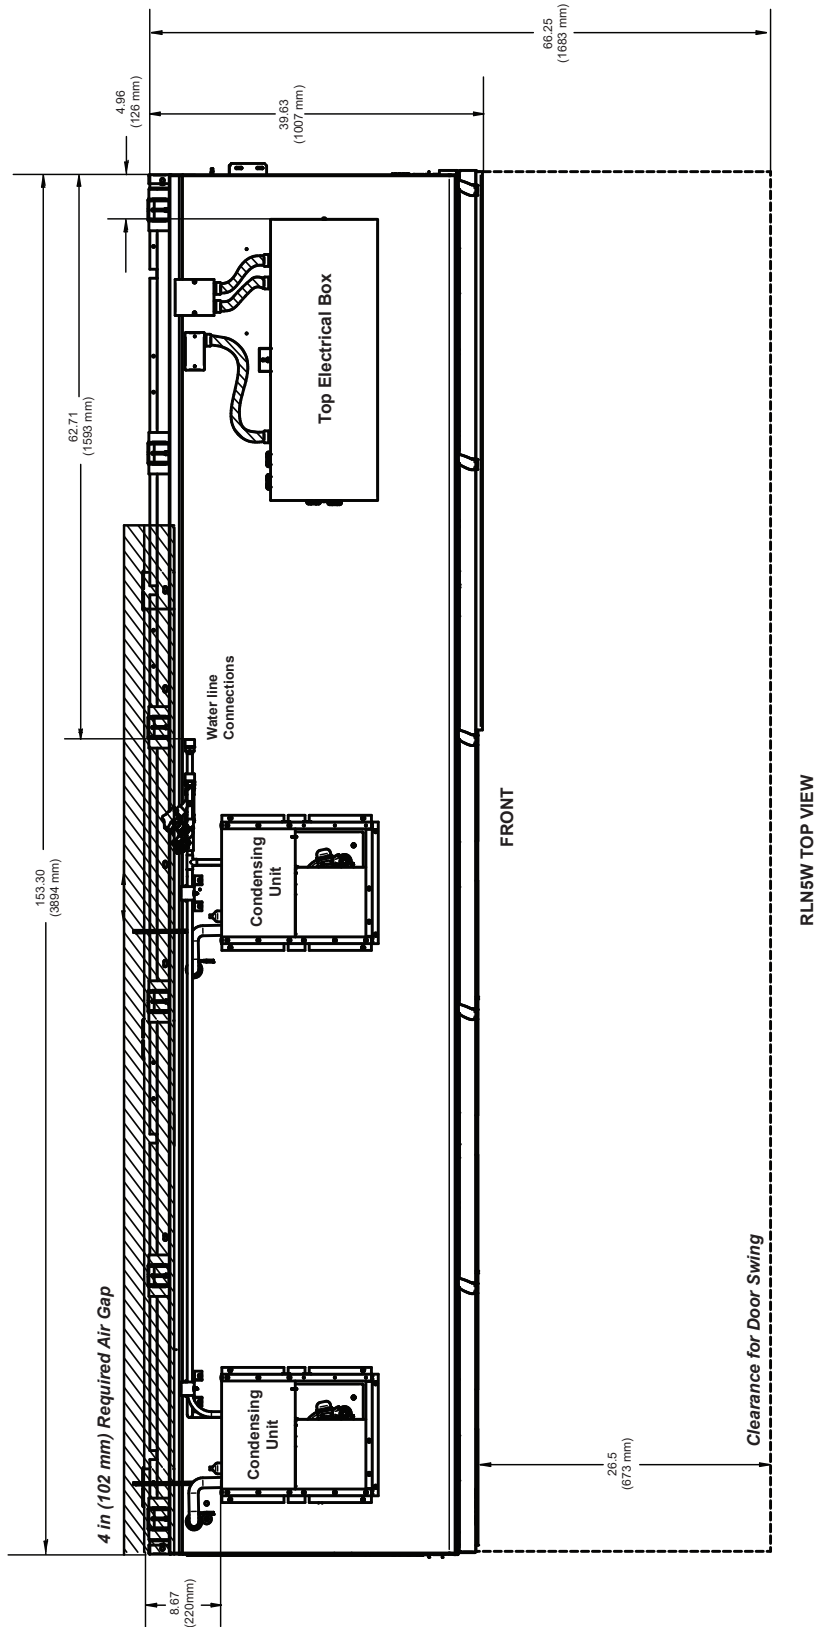 4 in (102 mm) Required Air Gap
153.30
(3894 mm)
62.71
(1593 mm)
4.96
(126 mm)
39.63
(1007 mm)
66.25
(1683 mm)
8.67
(220mm)
Condensing
Unit
Condensing
Unit
Water line
Connections
Top Electrical Box
FRONT
26.5
(673 mm)
Clearance for Door Swing
RLN5W TOP VIEW